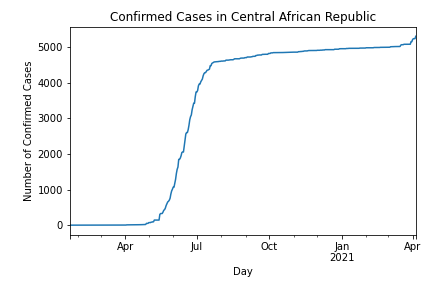 Confirmed Cases in Central African Republic
Number of Confirmed Cases
5000
4000
3000
2000
1000
0
Apr
Jul
Oct
Jan
2021
Apr
Day